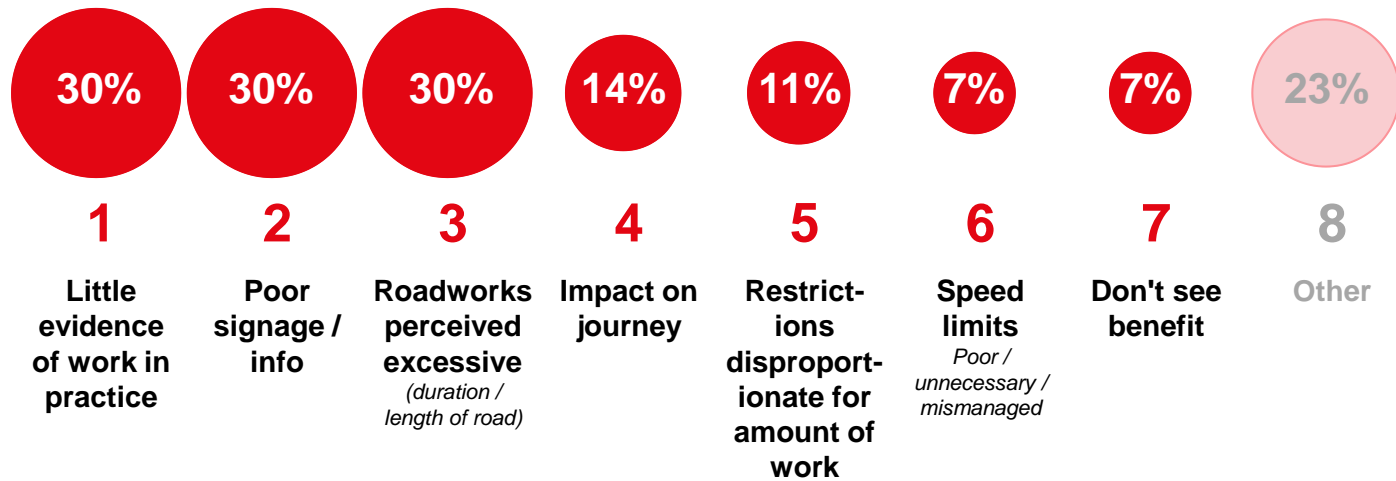 30% 30% 30% 14% 11% 7% 7% 23%
1 2 3 4 5 6 7 8
Little
evidence
of work in
practice
Poor
signage /
info
Roadworks
perceived
excessive
(duration /
length of road)
Impact on
journey
Restrict-
ions
disproport-
ionate for
amount of
work
Speed
limits
Poor /
unnecessary /
mismanaged
Don't see
benefit
Other